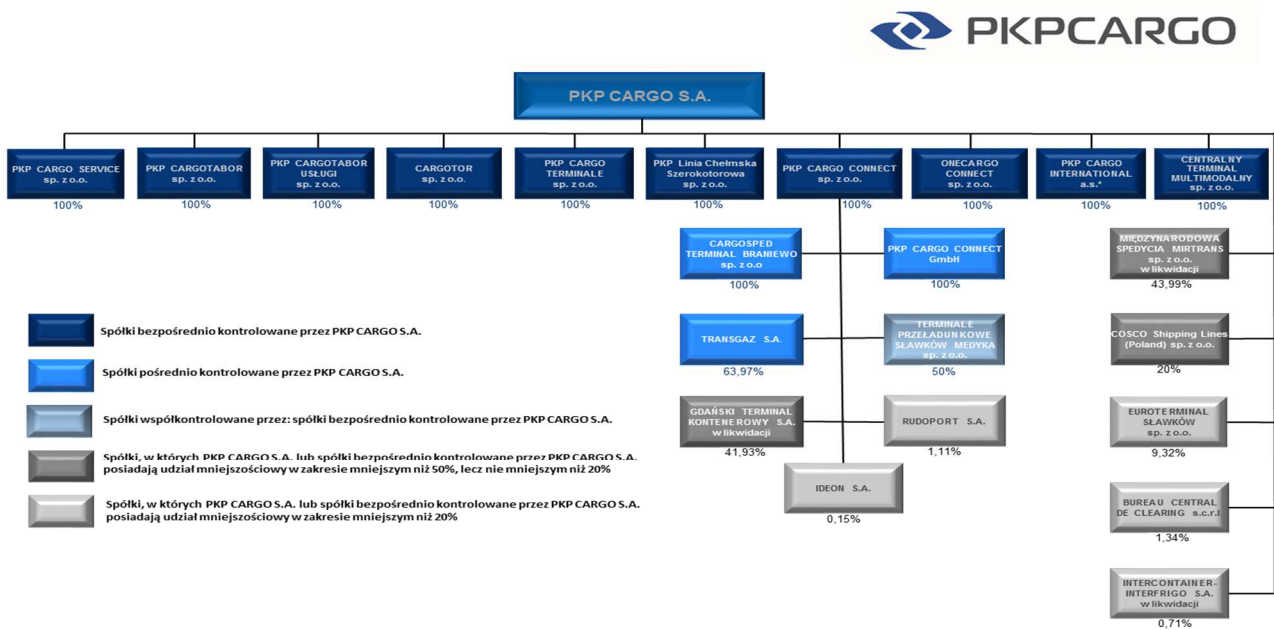 PKPCARGO
PKP CARGO S.A.
PKP CARGO SERVICE
sp. z o.o.
100%
PKP CARGOTABOR
sp. z o.o.
100%
PKP CARGOTABOR
USŁUGI
sp. z o.o.
100%
CARGOTOR
sp. z o.o.
100%
PKP CARGO
TERMINALE
sp. z o.o.
100%
PKP Linia Chełmska
Szerokotorowa
sp. z o.o.
100%
PKP CARGO CONNECT
sp. z o.o.
100%
ONECARGO
CONNECT
sp. z o.o.
100%
PKP CARGO
INTERNATIONAL
a.s.*
100%
CENTRALNY
TERMINAL
MULTIMODALNY
sp. z o.o.
100%
CARGOSPED
TERMINAL BRANIEWO
sp. z o.o
100%
PKP CARGO CONNECT
GmbH
100%
MIĘDZYNARODOWA
SPEDYCJA MIRTRANS
sp. z o.o.
w likwidacji
43,99%
TRANSGAZ S.A.
63,97%
TERMINALE
PRZEŁADUNKOWE
SŁAWKÓW MEDYKA
sp. z o.o.
50%
COSCO Shipping Lines
(Poland) sp. z o.o.
20%
GDAŃSKI TERMINAL
KONTENEROWY S.A.
w likwidacji
41,93%
RUDOPORT S.A.
1,11%
EUROTERMINAL
SŁAWKÓW
sp. z o.o.
9,32%
IDEON S.A.
0,15%
BUREAU CENTRAL
DE CLEARING s.c.r.l
1,34%
INTERCONTAINER-
INTERFRIGO S.A.
w likwidacji
0,71%
Spółki bezpośrednio kontrolowane przez PKP CARGO S.A.
Spółki pośrednio kontrolowane przez PKP CARGO S.A.
Spółki współkontrolowane przez: spółki bezpośrednio kontrolowane przez PKP CARGO S.A.
Spółki, w których PKP CARGO S.A. lub spółki bezpośrednio kontrolowane przez PKP CARGO S.A.
posiadają udział mniejszościowy w zakresie mniejszym niż 50%, lecz nie mniejszym niż 20%
Spółki, w których PKP CARGO S.A. lub spółki bezpośrednio kontrolowane przez PKP CARGO S.A.
posiadają udział mniejszościowy w zakresie mniejszym niż 20%